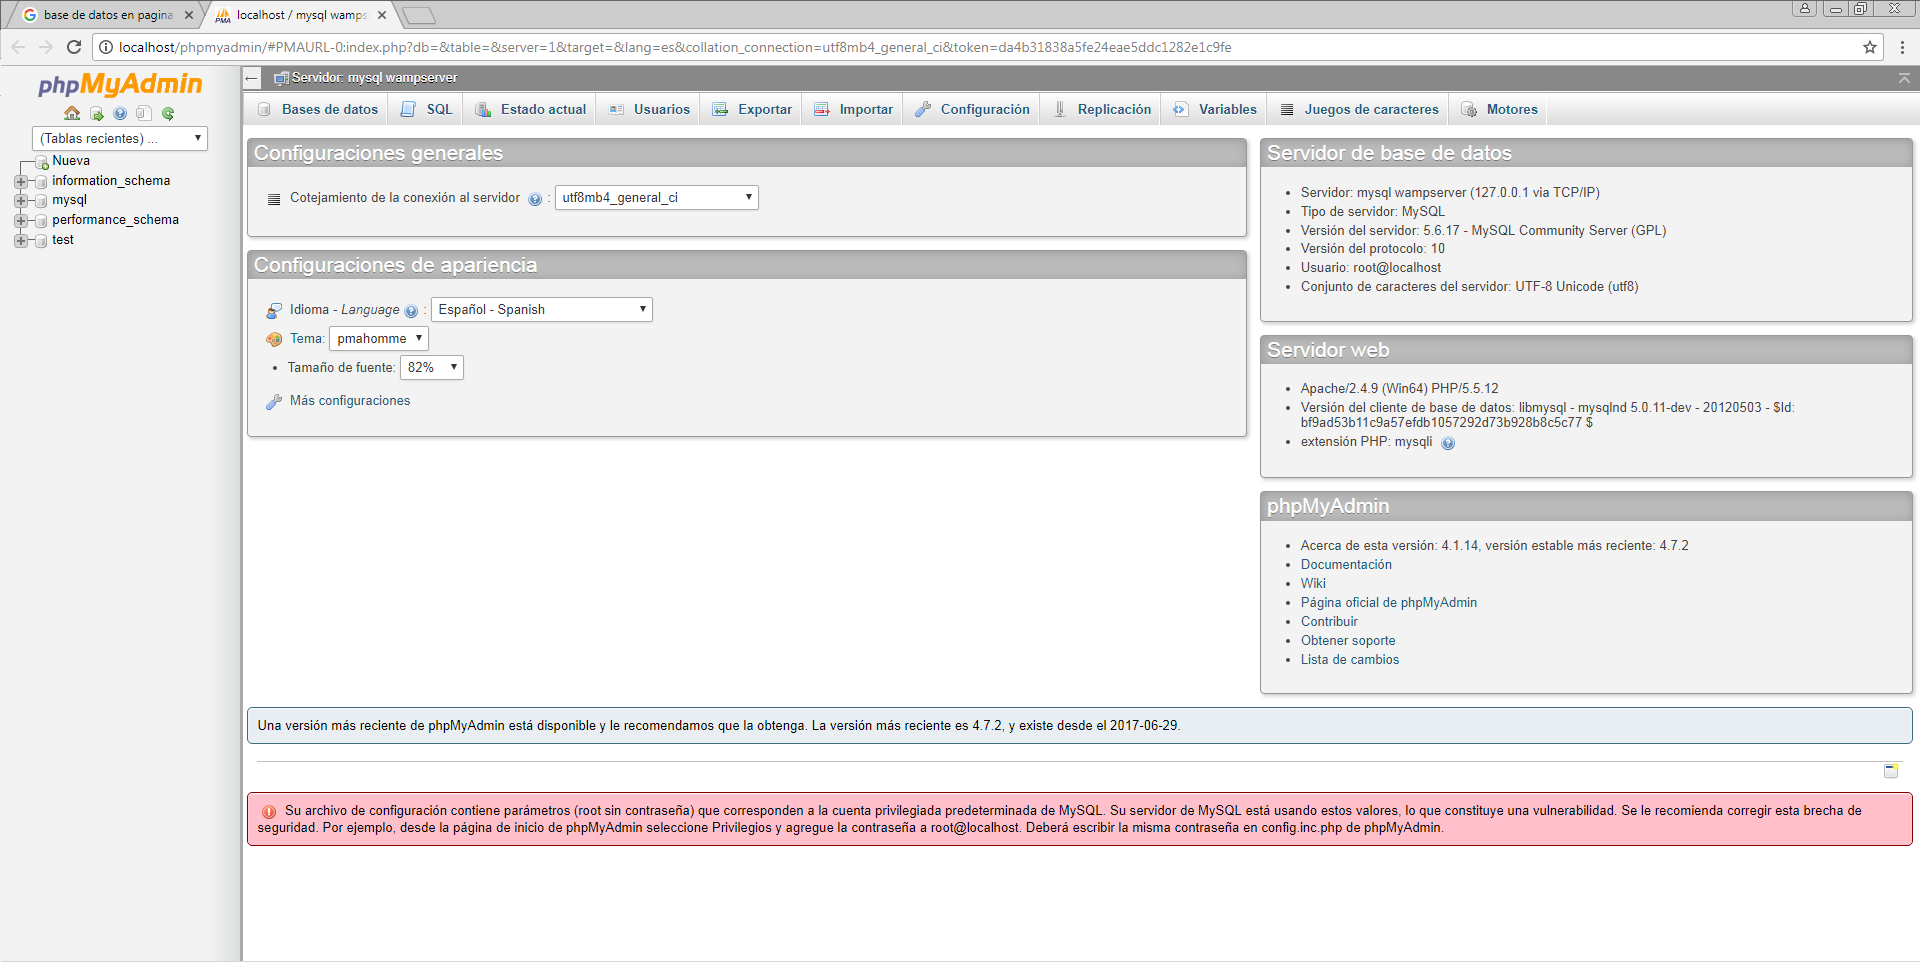 base de datos en pagina
localhost / mysql wamps
localhost/phpmyadmin/#PMAURL-0:index.php?db=&table=&server=1&target=&lang=es&collation_connection=utf8mb4_general_ci&token=da4b31838a5fe24eae5ddc1282e1c9fe
phpMyAdmin
(Tablas recientes) ...
Nueva
information_schema
mysql
performance_schema
test
Servidor: mysql wampserver
Bases de datos
SQL
Estado actual
Usuarios
Exportar
Importar
Configuración
Replicación
Variables
Juegos de caracteres
Motores
Configuraciones generales
Cotejamiento de la conexión al servidor : utf8mb4_general_ci
Configuraciones de apariencia
Idioma - Language : Español - Spanish
Tema: pmahomme
• Tamaño de fuente: 82%
Más configuraciones
Servidor de base de datos
• Servidor: mysql wampserver (127.0.0.1 via TCP/IP)
• Tipo de servidor: MySQL
• Versión del servidor: 5.6.17 - MySQL Community Server (GPL)
• Versión del protocolo: 10
• Usuario: root@localhost
• Conjunto de caracteres del servidor: UTF-8 Unicode (utf8)
Servidor web
• Apache/2.4.9 (Win64) PHP/5.5.12
• Versión del cliente de base de datos: libmysql - mysqlnd 5.0.11-dev - 20120503 - $Id:
bf9ad53b11c9a57efdb1057292d73b928b8c5c77 $
• extensión PHP: mysqli
phpMyAdmin
• Acerca de esta versión: 4.1.14, versión estable más reciente: 4.7.2
• Documentación
• Wiki
• Página oficial de phpMyAdmin
• Contribuir
• Obtener soporte
• Lista de cambios
Una versión más reciente de phpMyAdmin está disponible y le recomendamos que la obtenga. La versión más reciente es 4.7.2, y existe desde el 2017-06-29.
Su archivo de configuración contiene parámetros (root sin contraseña) que corresponden a la cuenta privilegiada predeterminada de MySQL. Su servidor de MySQL está usando estos valores, lo que constituye una vulnerabilidad. Se le recomienda corregir esta brecha de
seguridad. Por ejemplo, desde la página de inicio de phpMyAdmin seleccione Privilegios y agregue la contraseña a root@localhost. Deberá escribir la misma contraseña en config.inc.php de phpMyAdmin.